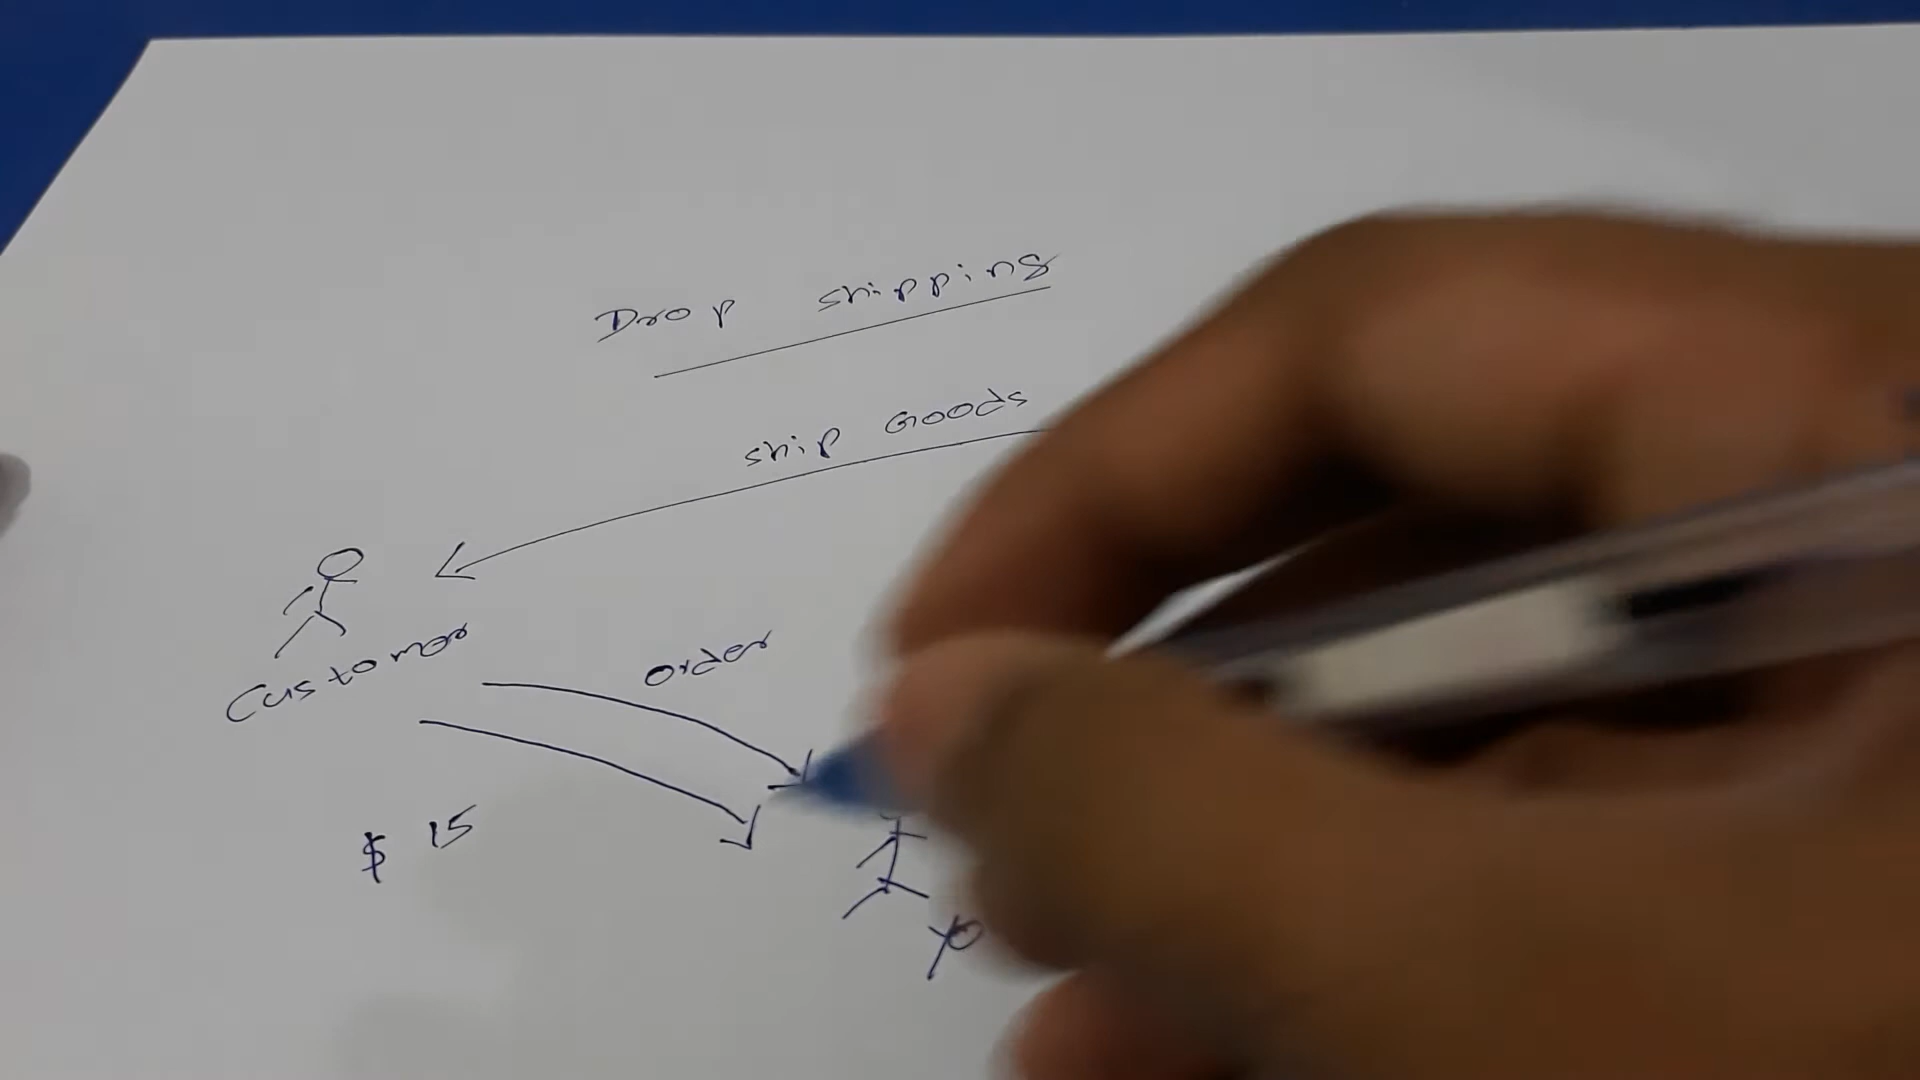 Drop shipping
ship Goods
Customer
order
$ 15